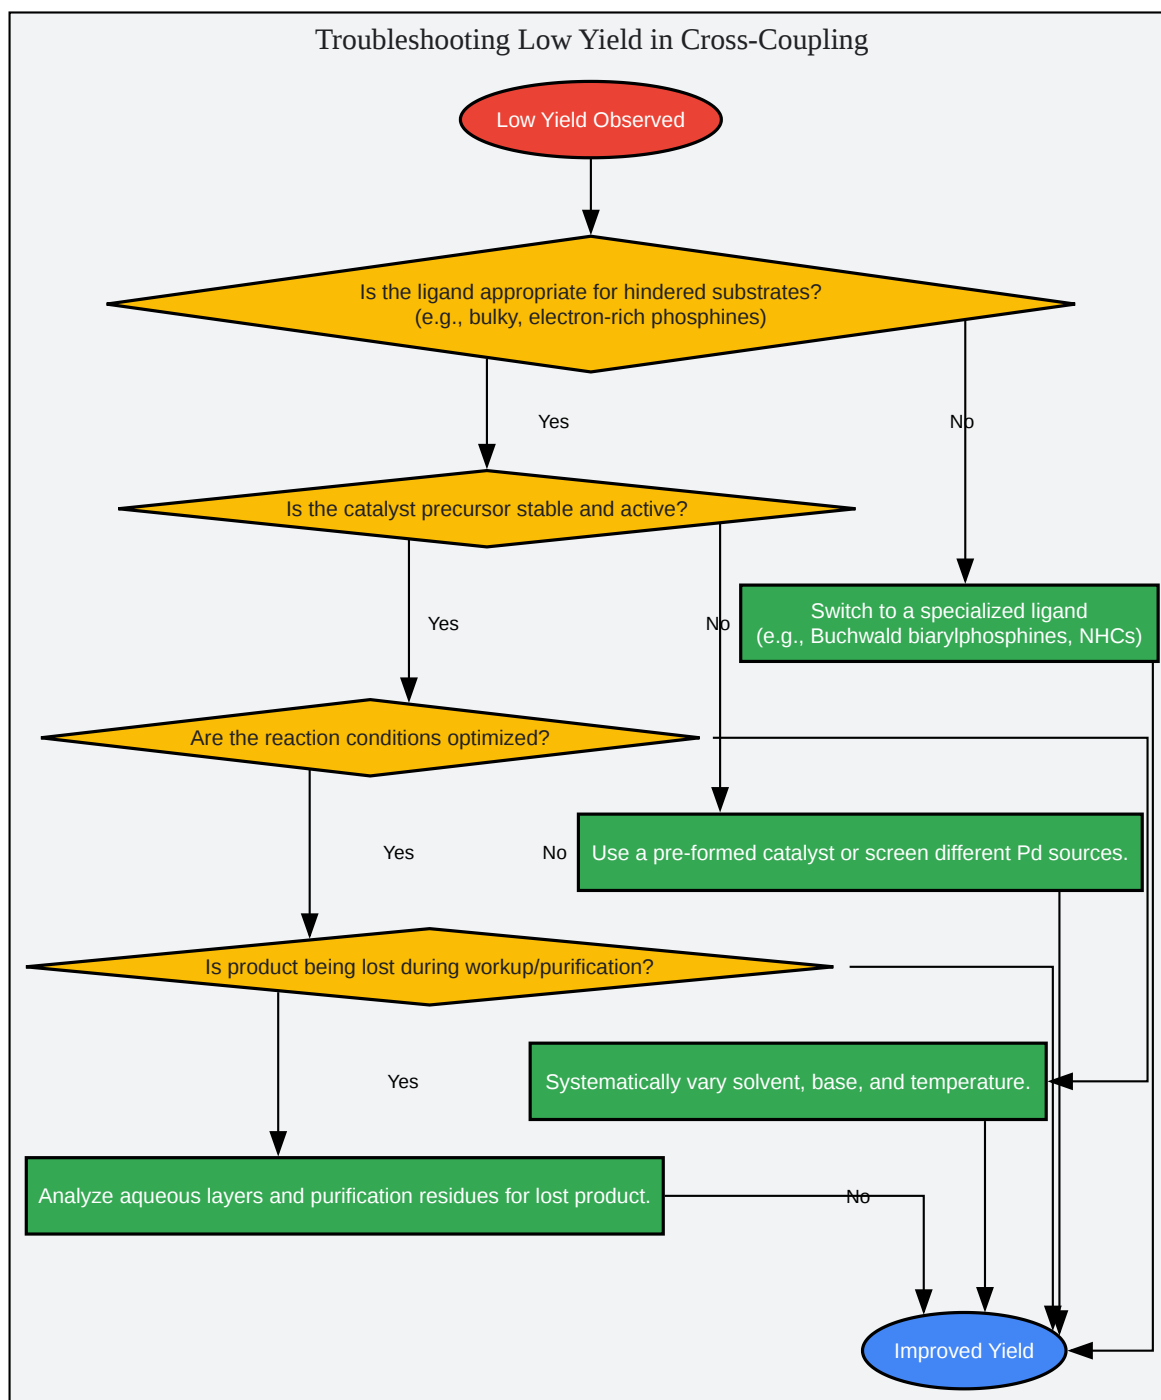 Troubleshooting Low Yield in Cross-Coupling
Low Yield Observed
Is the ligand appropriate for hindered substrates?
(e.g., bulky, electron-rich phosphines)
Yes
No
Is the catalyst precursor stable and active?
Switch to a specialized ligand
(e.g., Buchwald biarylphosphines, NHCs)
Yes
No
Are the reaction conditions optimized?
Yes
No
Use a pre-formed catalyst or screen different Pd sources.
Is product being lost during workup/purification?
Yes
Systematically vary solvent, base, and temperature.
Analyze aqueous layers and purification residues for lost product.
No
Improved Yield